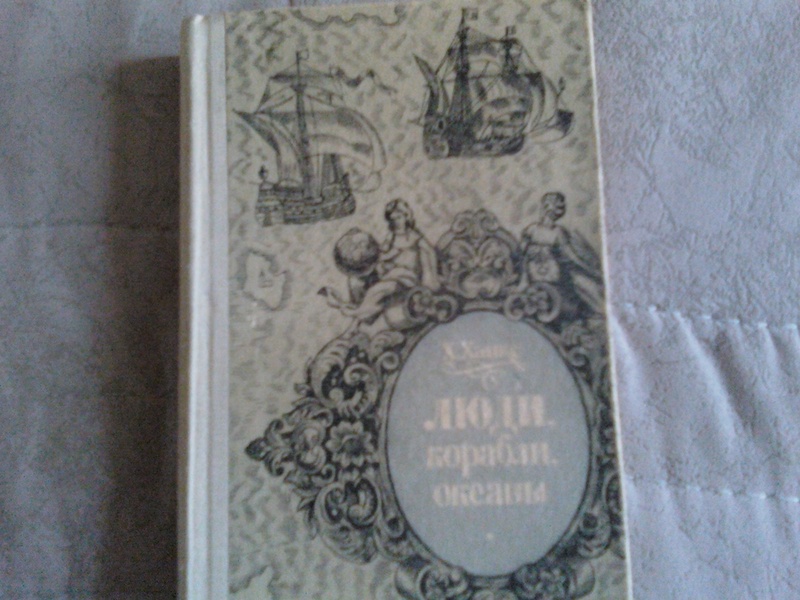 Х.Ханке
ЛЮДИ,
корабли,
океаны